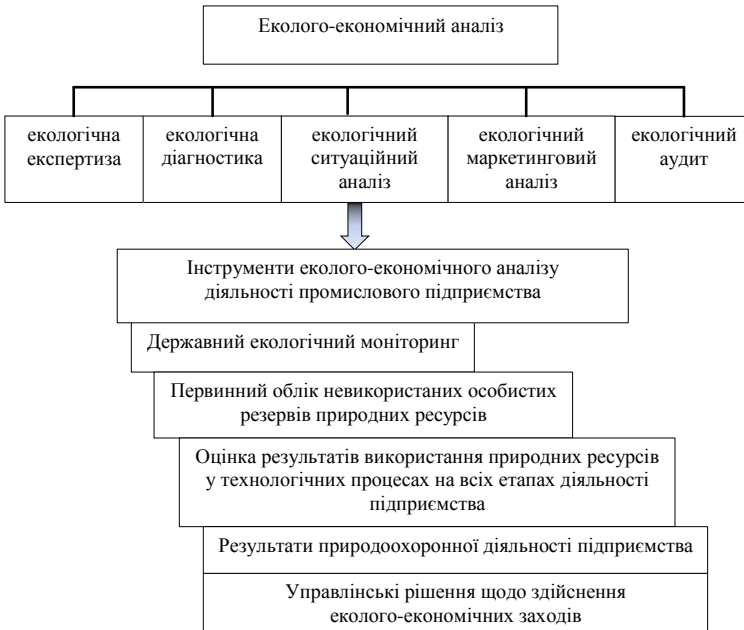 Еколого-економічний аналіз
екологічна
експертиза
екологічна
діагностика
екологічний
ситуаційний
аналіз
екологічний
маркетинговий
аналіз
екологічний
аудит
Інструменти еколого-економічного аналізу
діяльності промислового підприємства
Державний екологічний моніторинг
Первинний облік невикористаних особистих
резервів природних ресурсів
Оцінка результатів використання природних ресурсів
у технологічних процесах на всіх етапах діяльності
підприємства
Результати природоохоронної діяльності підприємства
Управлінські рішення щодо здійснення
еколого-економічних заходів